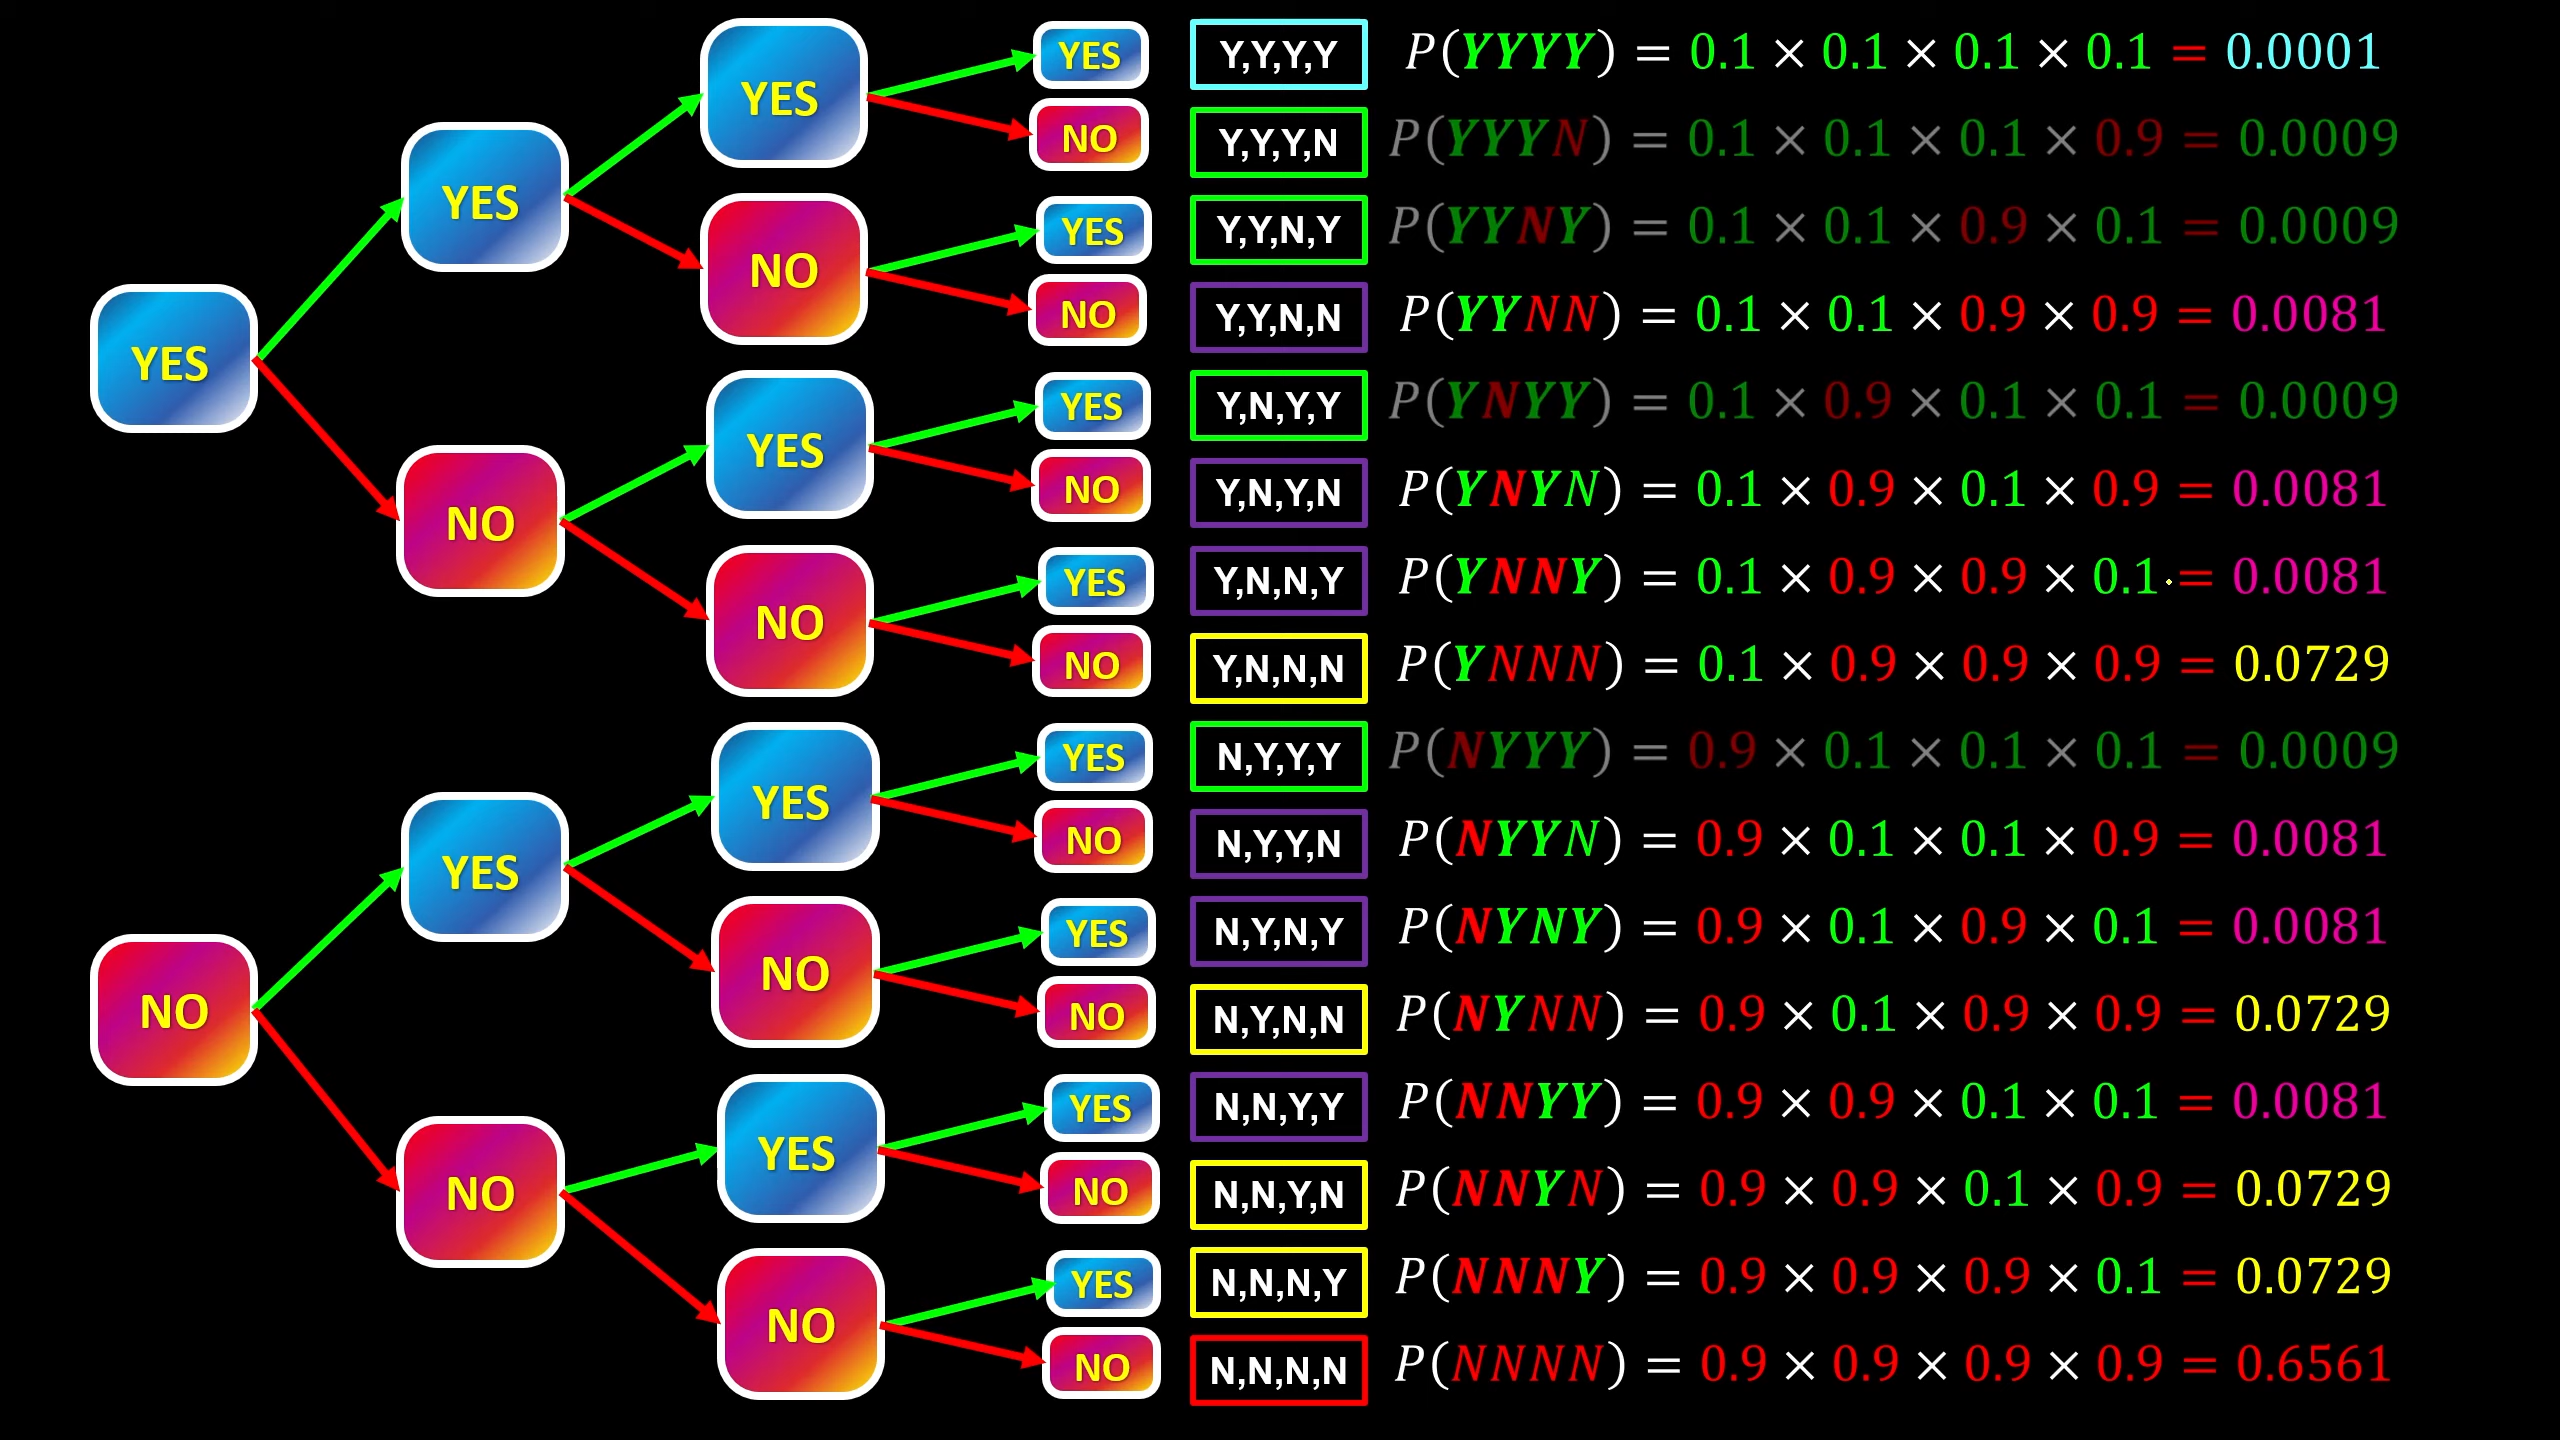 YES
YES
YES
YES
NO
NO
YES
NO
NO
YES
YES
NO
NO
YES
NO
NO
YES
YES
YES
NO
NO
YES
NO
NO
YES
YES
NO
NO
YES
NO
Y,Y,Y,Y P(YYYY) = 0.1 × 0.1 × 0.1 × 0.1 = 0.0001
Y,Y,Y,N P(YYYN) = 0.1 × 0.1 × 0.1 × 0.9 = 0.0009
Y,Y,N,Y P(YYNY) = 0.1 × 0.1 × 0.9 × 0.1 = 0.0009
Y,Y,N,N P(YYNN) = 0.1 × 0.1 × 0.9 × 0.9 = 0.0081
Y,N,Y,Y P(YNYY) = 0.1 × 0.9 × 0.1 × 0.1 = 0.0009
Y,N,Y,N P(YNYN) = 0.1 × 0.9 × 0.1 × 0.9 = 0.0081
Y,N,N,Y P(YNNY) = 0.1 × 0.9 × 0.9 × 0.1 = 0.0081
Y,N,N,N P(YNNN) = 0.1 × 0.9 × 0.9 × 0.9 = 0.0729
N,Y,Y,Y P(NYYY) = 0.9 × 0.1 × 0.1 × 0.1 = 0.0009
N,Y,Y,N P(NYYN) = 0.9 × 0.1 × 0.1 × 0.9 = 0.0081
N,Y,N,Y P(NYNY) = 0.9 × 0.1 × 0.9 × 0.1 = 0.0081
N,Y,N,N P(NYNN) = 0.9 × 0.1 × 0.9 × 0.9 = 0.0729
N,N,Y,Y P(NNYY) = 0.9 × 0.9 × 0.1 × 0.1 = 0.0081
N,N,Y,N P(NNYN) = 0.9 × 0.9 × 0.1 × 0.9 = 0.0729
N,N,N,Y P(NNNY) = 0.9 × 0.9 × 0.9 × 0.1 = 0.0729
N,N,N,N P(NNNN) = 0.9 × 0.9 × 0.9 × 0.9 = 0.6561